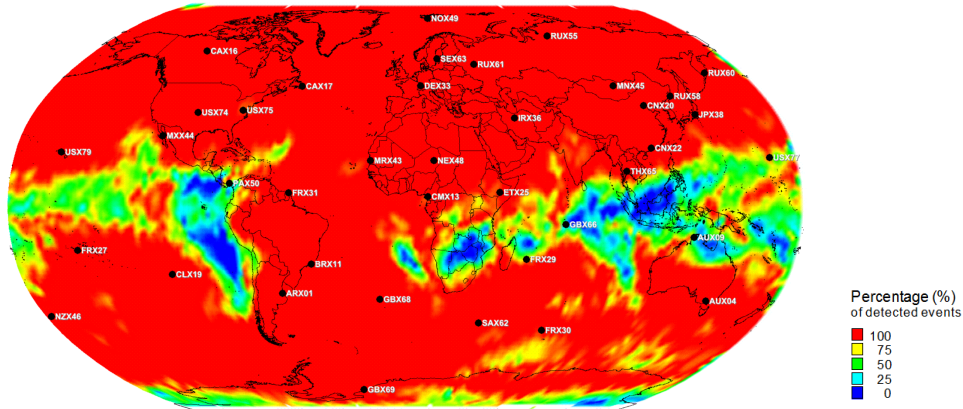 NOX49
RUX55
CAX16
SEX63
RUX61
RUX60
CAX17
DEX33
MNX45
RUX58
CNX20
USX74
USX75
IRX36
JPX38
MXX44
CNX22
USX79
MRX43
NEX48
USX77
THX65
PAX50
FRX31
CMX13
ETX25
GBX66
AUX09
FRX27
FRX29
BRX11
CLX19
ARX01
GBX68
AUX04
NZX46
SAX62
FRX30
GBX69
Percentage (%)
of detected events
100
75
50
25
0